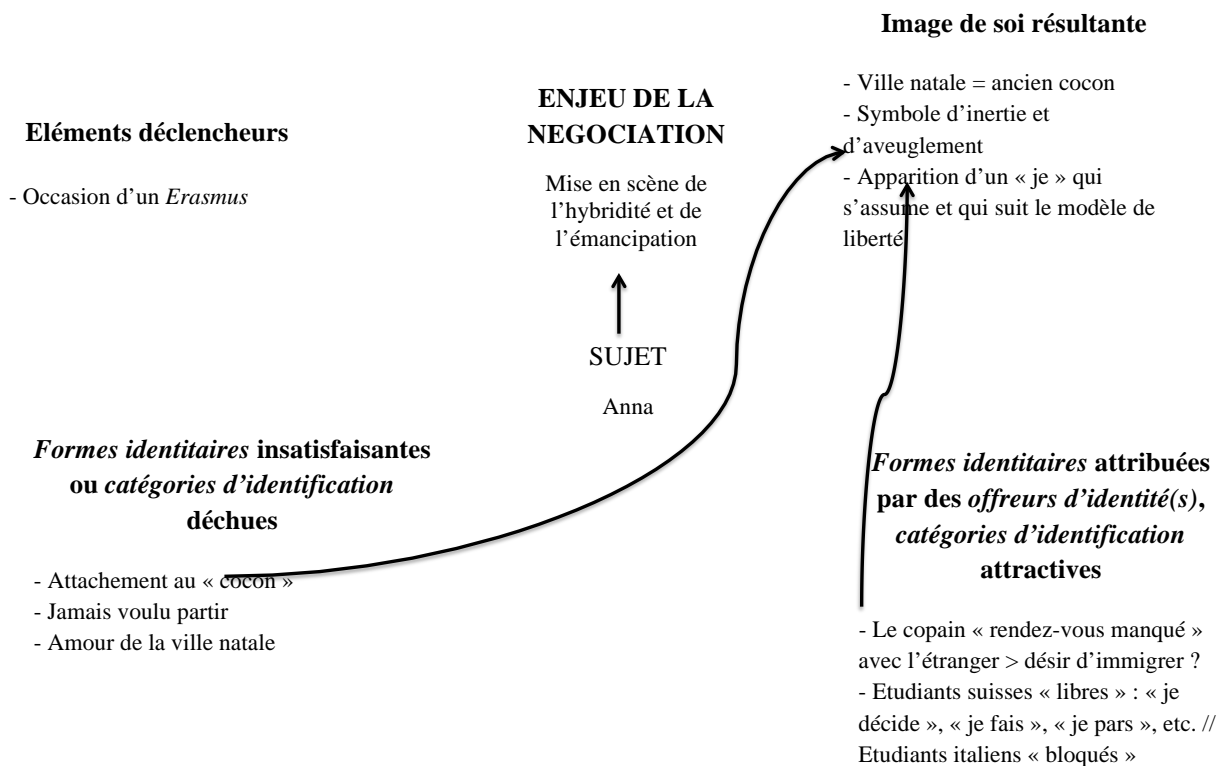 Image de soi résultante
- Ville natale = ancien cocon
- Symbole d’inertie et
d’aveuglement
- Apparition d’un « je » qui
s’assume et qui suit le modèle de
liberté
ENJEU DE LA
NEGOCIATION
Mise en scène de
l’hybridité et de
l’émancipation
Eléments déclencheurs
- Occasion d’un Erasmus
SUJET
Anna
Formes identitaires insatisfaisantes
ou catégories d’identification
déchues
- Attachement au « cocon »
- Jamais voulu partir
- Amour de la ville natale
Formes identitaires attribuées
par des offreurs d’identité(s),
catégories d’identification
attractives
- Le copain « rendez-vous manqué »
avec l’étranger > désir d’immigrer ?
- Etudiants suisses « libres » : « je
décide », « je fais », « je pars », etc. //
Etudiants italiens « bloqués »